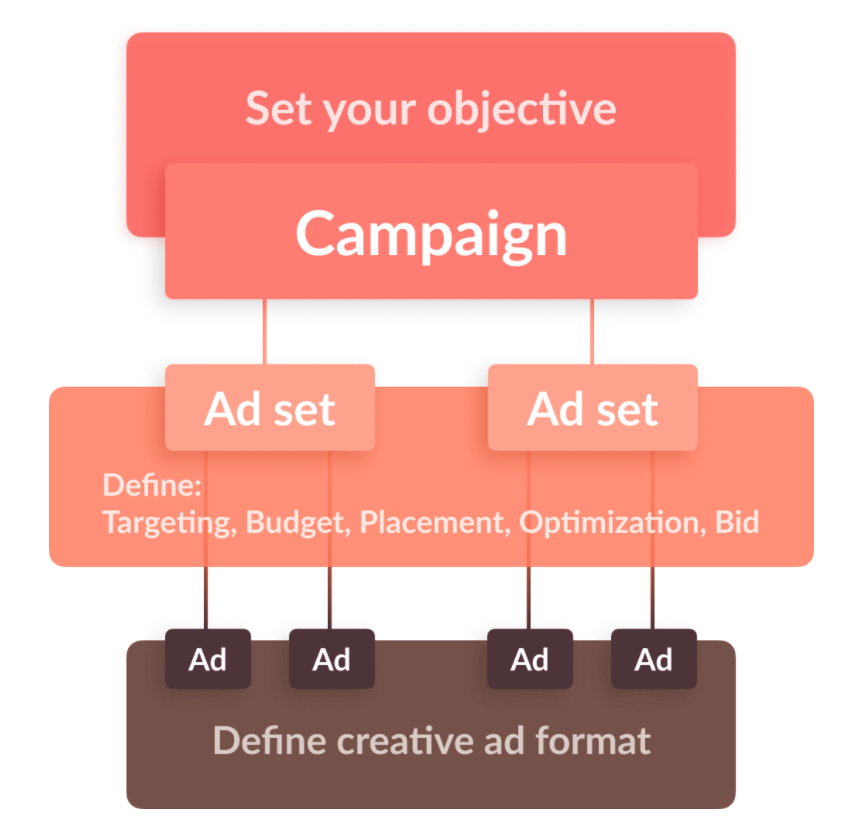 Set your objective
Campaign
Ad set Ad set
Define:
Targeting, Budget, Placement, Optimization, Bid
Ad Ad Ad Ad
Define creative ad format